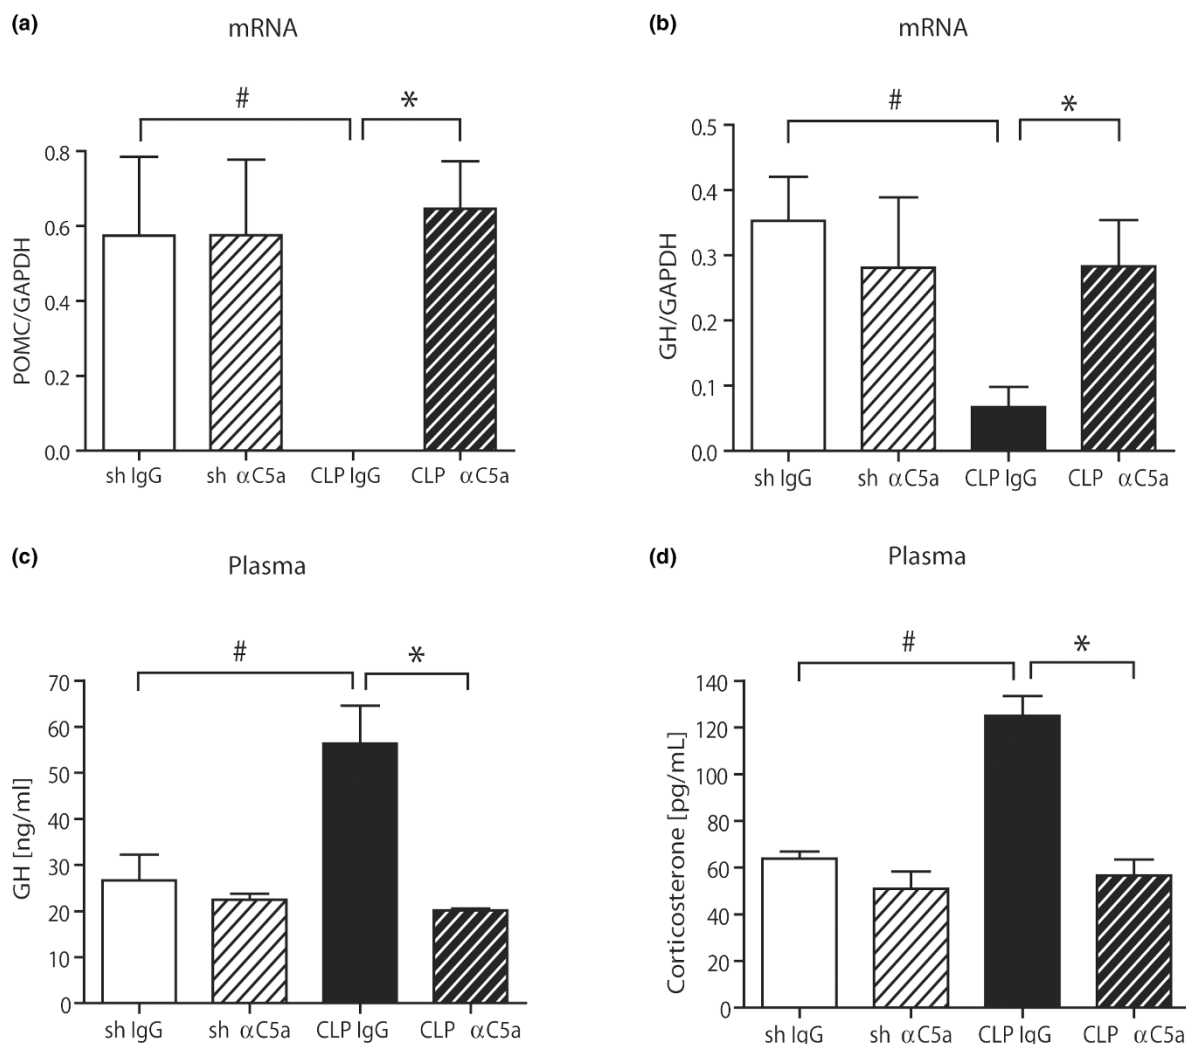 (a)
mRNA
#
*
POMC/GAPDH
0.8
0.6
0.4
0.2
0.0
sh IgG
sh αC5a
CLP IgG
CLP αC5a
(b)
mRNA
#
*
GH/GAPDH
0.5
0.4
0.3
0.2
0.1
0.0
sh IgG
sh αC5a
CLP IgG
CLP αC5a
(c)
Plasma
#
*
GH [ng/ml]
70
60
50
40
30
20
10
0
sh IgG
sh αC5a
CLP IgG
CLP αC5a
(d)
Plasma
#
*
Corticosterone [pg/mL]
140
120
100
80
60
40
60
0
sh IgG
sh αC5a
CLP IgG
CLP αC5a